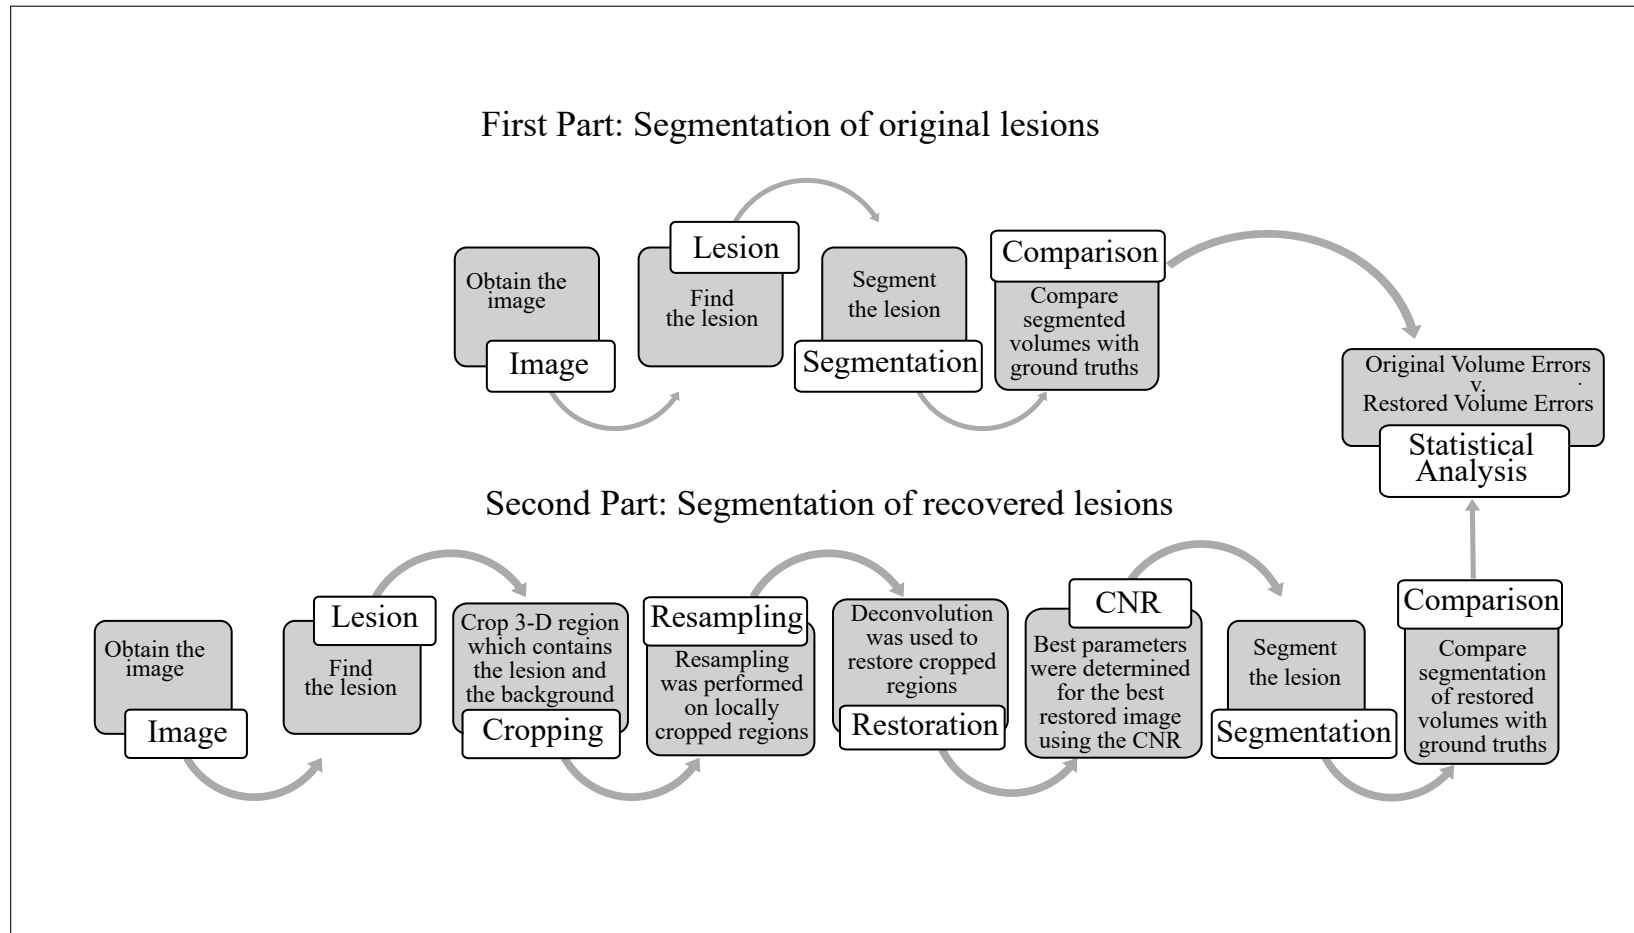 First Part: Segmentation of original lesions
Obtain the
image
Image
Lesion
Find
the lesion
Segment
the lesion
Segmentation
Comparison
Compare
segmented
volumes with
ground truths
Original Volume Errors
v.
Restored Volume Errors
Statistical
Analysis
Second Part: Segmentation of recovered lesions
Obtain the
image
Image
Lesion
Find
the lesion
Crop 3-D region
which contains
the lesion and
the background
Cropping
Resampling
Resampling
was performed
on locally
cropped regions
Deconvolution
was used to
restore cropped
regions
Restoration
CNR
Best parameters
were determined
for the best
restored image
using the CNR
Segment
the lesion
Segmentation
Comparison
Compare
segmentation
of restored
volumes with
ground truths